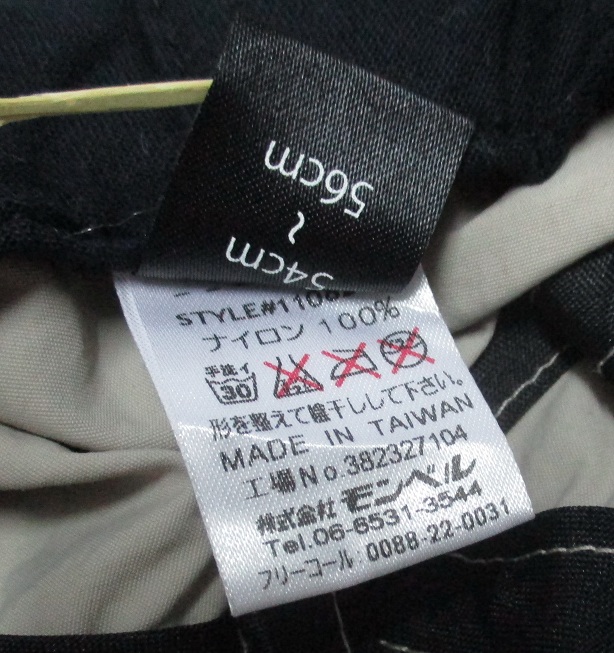 54cm
~
56cm
STYLE#1106
ナイロン 100%
手洗イ
30
形を整えて陰干しして下さい。
MADE IN TAIWAN
工場No.382327104
株式会社 モンベル
Tel.06-6531-3544
フリーコール: 0088-22-0031